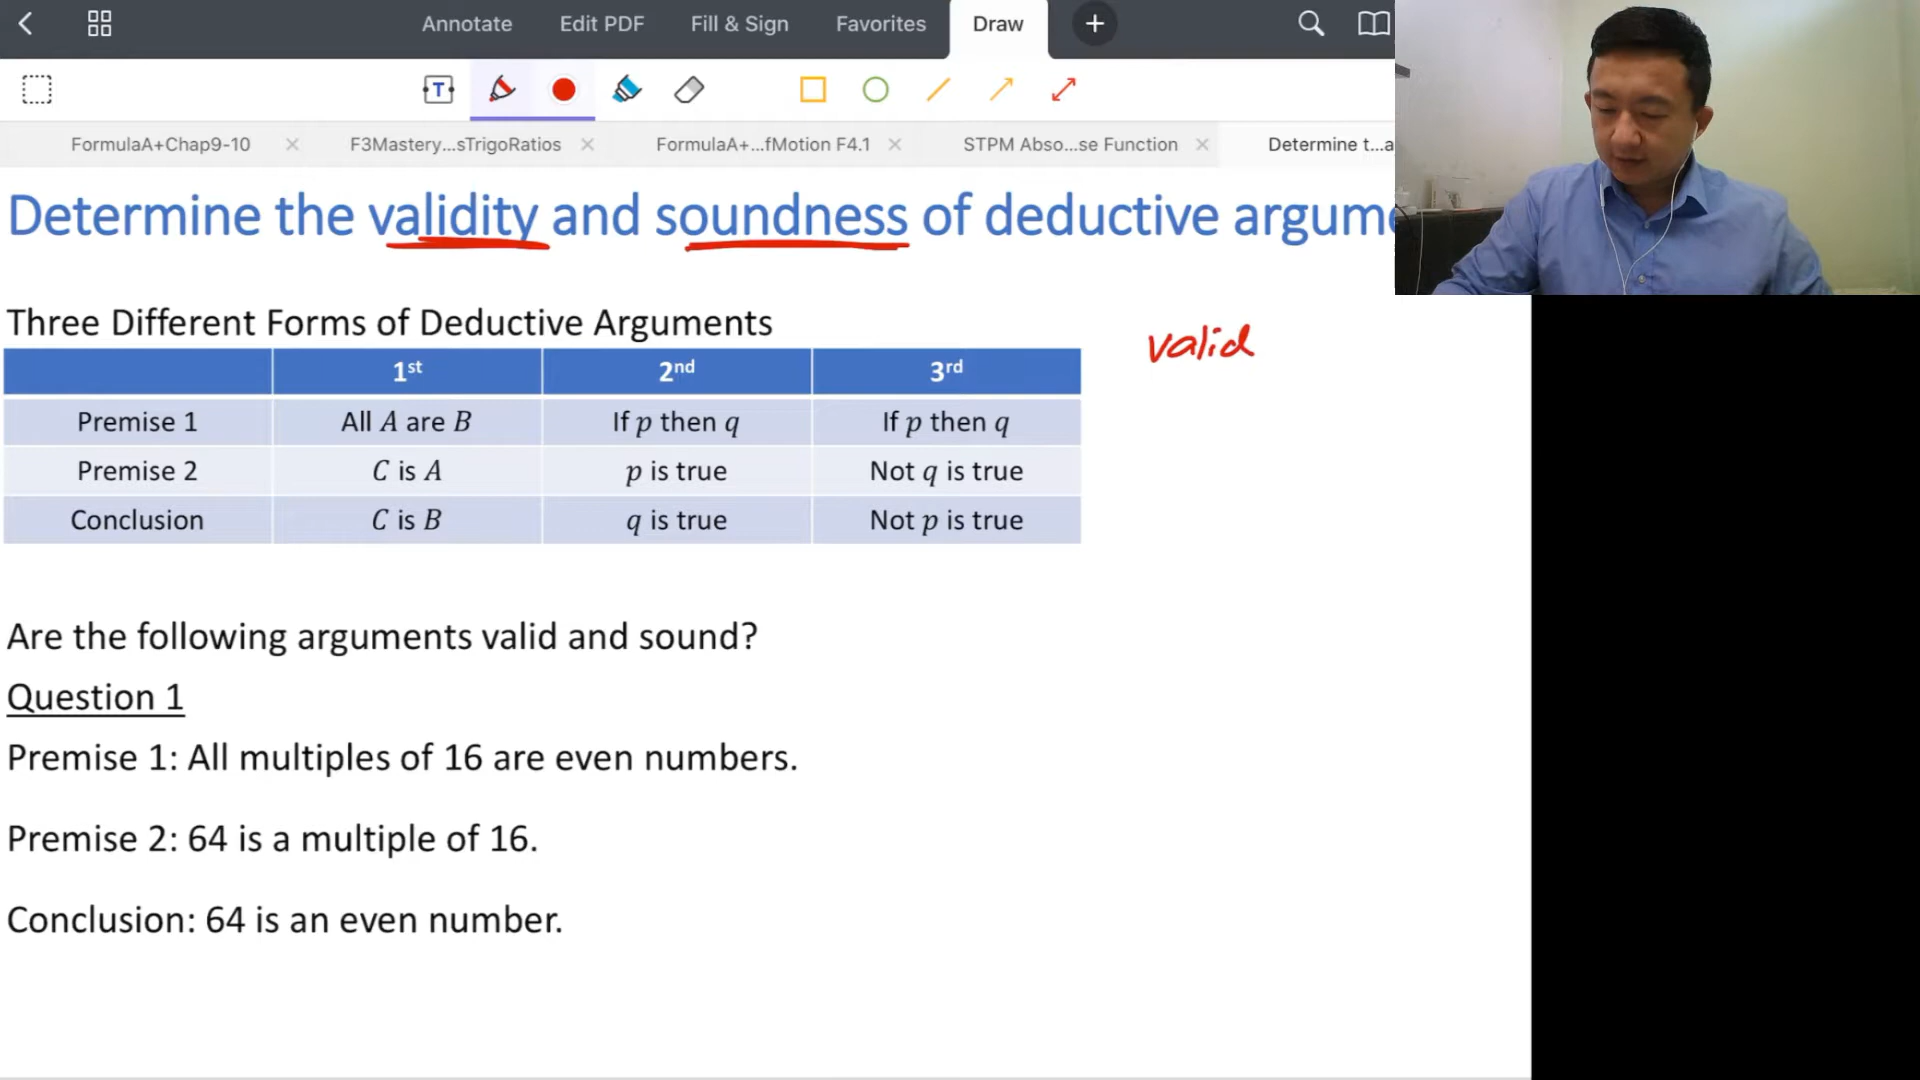 Annotate Edit PDF Fill & Sign Favorites Draw
T
FormulaA+Chap9-10 F3Mastery...sTrigoRatios FormulaA+...fMotion F4.1 STPM Abso...se Function Determine t...a
Determine the validity and soundness of deductive argume
Three Different Forms of Deductive Arguments
valid
1st 2nd 3rd
Premise 1 All A are B If p then q If p then q
Premise 2 C is A p is true Not q is true
Conclusion C is B q is true Not p is true
Are the following arguments valid and sound?
Question 1
Premise 1: All multiples of 16 are even numbers.
Premise 2: 64 is a multiple of 16.
Conclusion: 64 is an even number.